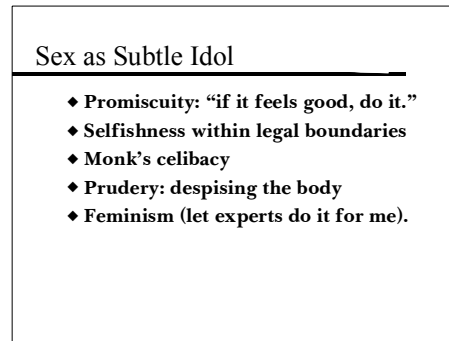 Sex as Subtle Idol
◆ Promiscuity: “if it feels good, do it.”
◆ Selfishness within legal boundaries
◆ Monk’s celibacy
◆ Prudery: despising the body
◆ Feminism (let experts do it for me).